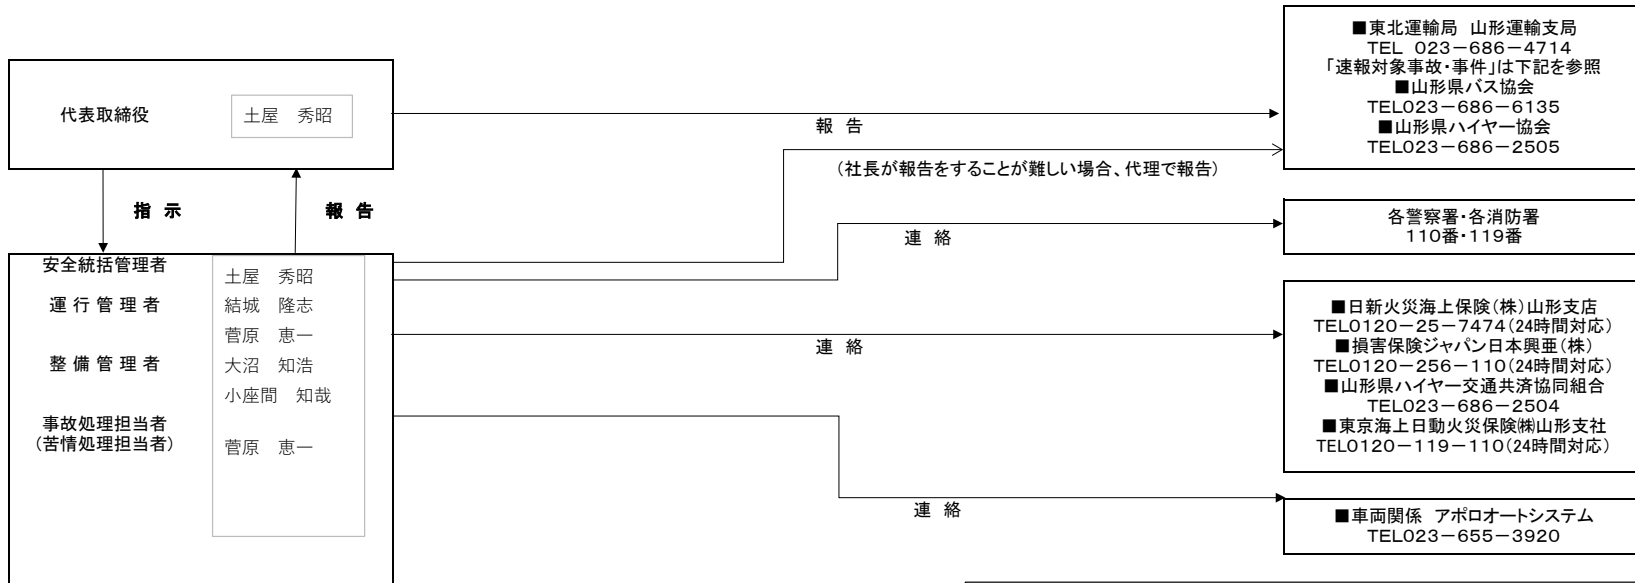 ■東北運輸局　山形運輸支局
TEL　023－686－4714
「速報対象事故・事件」は下記を参照
■山形県バス協会
TEL023－686－6135
■山形県ハイヤー協会
TEL023－686－2505
代表取締役　土屋　秀昭
報 告
(社長が報告をすることが難しい場合、代理で報告)
指 示　報 告
各警察署・各消防署
110番・119番
連 絡
安全統括管理者　土屋　秀昭
運 行 管 理 者　結城　隆志
菅原　恵一
整 備 管 理 者　大沼　知浩
小座間　知哉
事故処理担当者
(苦情処理担当者)　菅原　恵一
連 絡
■日新火災海上保険(株)山形支店
TEL0120－25－7474(24時間対応)
■損害保険ジャパン日本興亜(株)
TEL0120－256－110(24時間対応)
■山形県ハイヤー交通共済協同組合
TEL023－686－2504
■東京海上日動火災保険㈱山形支社
TEL0120－119－110(24時間対応)
連 絡
■車両関係　アポロオートシステム
TEL023－655－3920